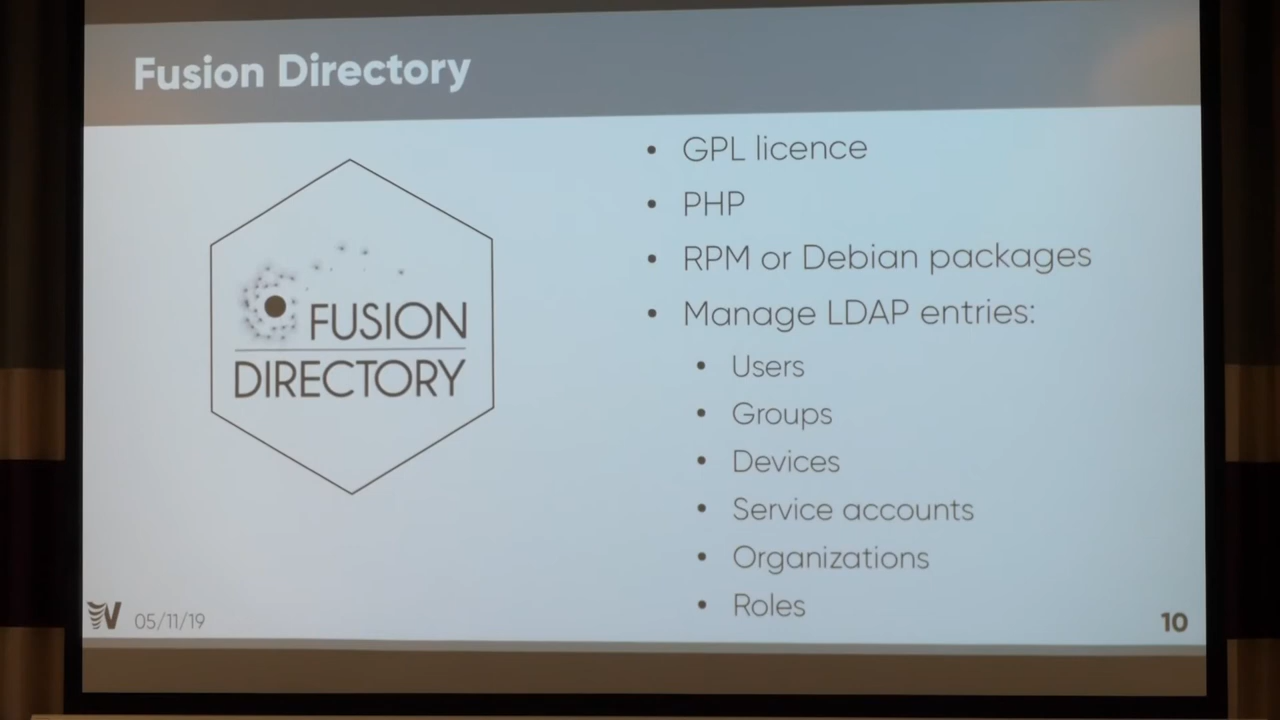 Fusion Directory
FUSION
DIRECTORY
• GPL licence
• PHP
• RPM or Debian packages
• Manage LDAP entries:
• Users
• Groups
• Devices
• Service accounts
• Organizations
• Roles
05/11/19
10